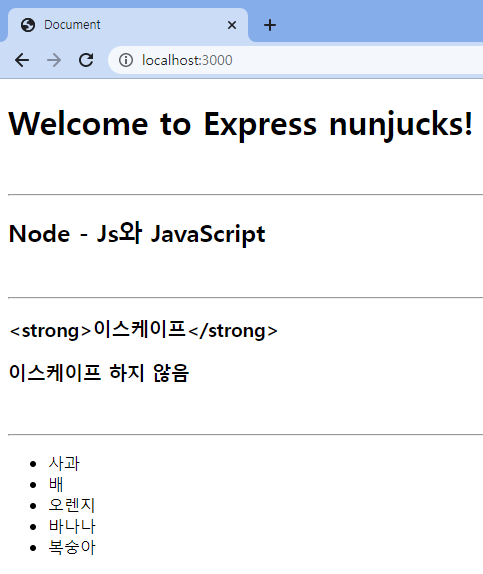 Document
localhost:3000
Welcome to Express nunjucks!
Node - Js와 JavaScript
<strong>이스케이프</strong>
이스케이프 하지 않음
사과
배
오렌지
바나나
복숭아